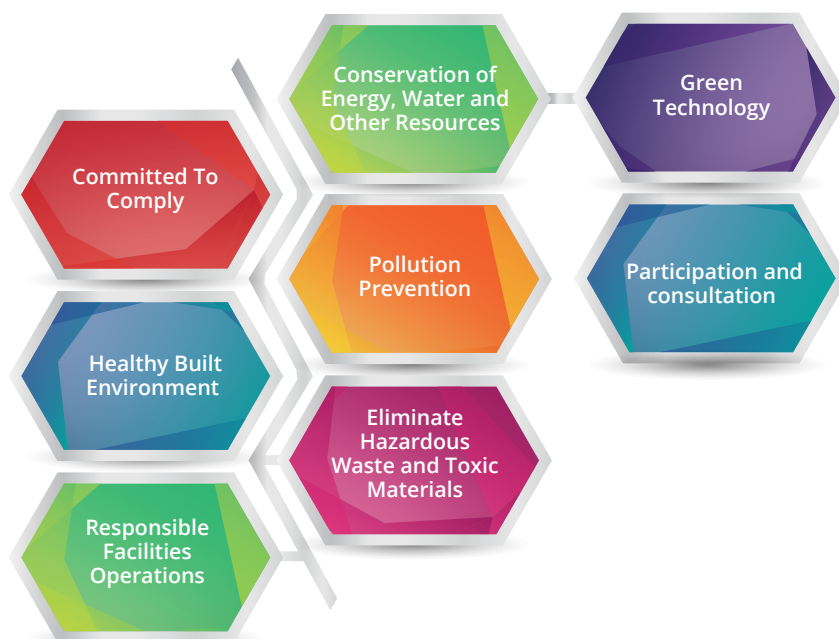 Conservation of
Energy, Water and
Other Resources
Green
Technology
Committed To
Comply
Pollution
Prevention
Participation and
consultation
Healthy Built
Environment
Eliminate
Hazardous
Waste and Toxic
Materials
Responsible
Facilities
Operations